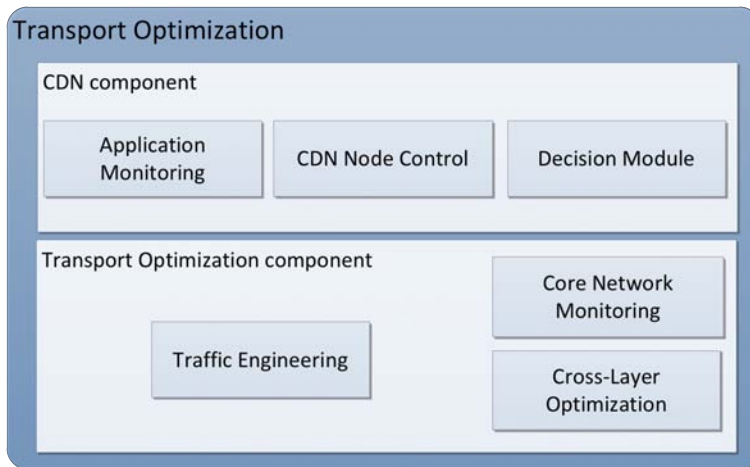 Transport Optimization
CDN component
Application
Monitoring
CDN Node Control
Decision Module
Transport Optimization component
Core Network
Monitoring
Traffic Engineering
Cross-Layer
Optimization